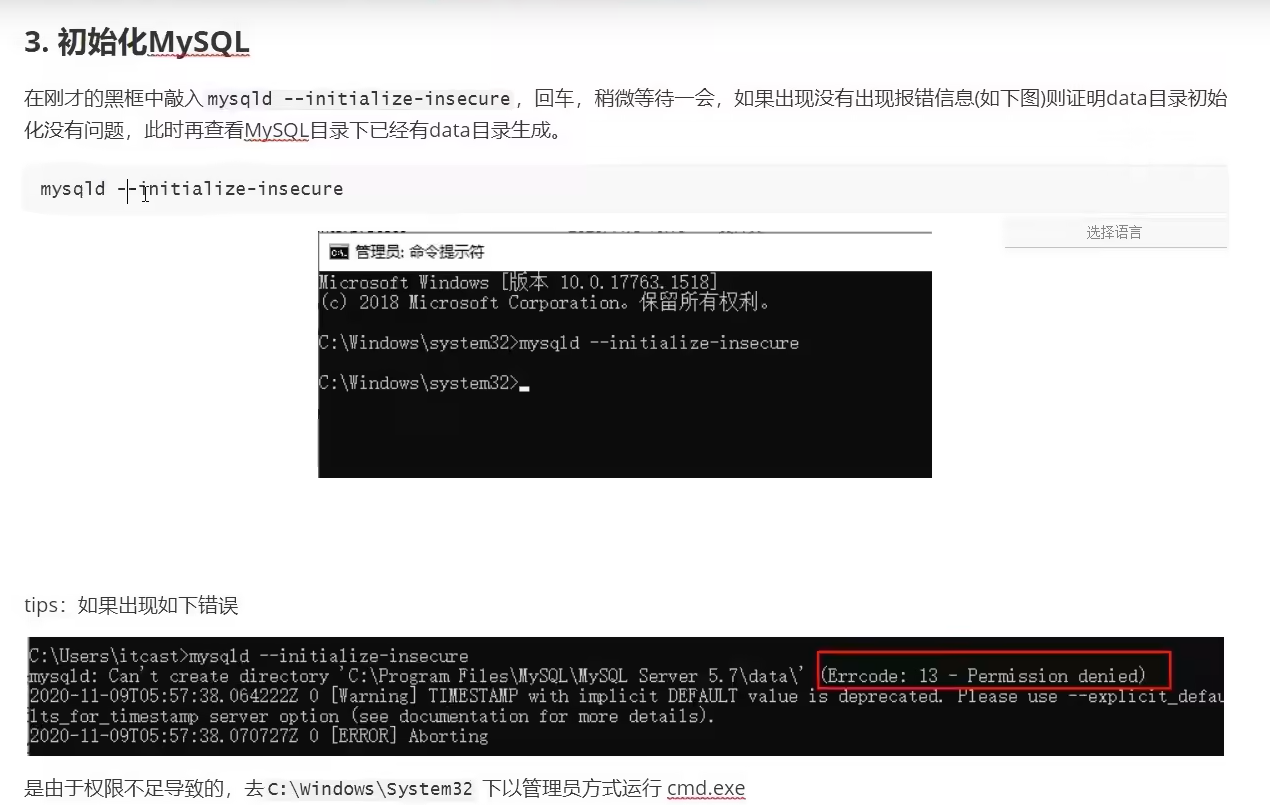 3. 初始化MySQL
在刚才的黑框中敲入mysqld --initialize-insecure，回车，稍微等待一会，如果出现没有出现报错信息(如下图)则证明data目录初始
化没有问题，此时再查看MySQL目录下已经有data目录生成。
mysqld --initialize-insecure
选择语言
管理员: 命令提示符
Microsoft Windows [版本 10.0.17763.1518]
(c) 2018 Microsoft Corporation。保留所有权利。
C:\Windows\system32>mysqld --initialize-insecure
C:\Windows\system32>
tips：如果出现如下错误
C:\Users\itcast>mysqld --initialize-insecure
mysqld: Can't create directory 'C:\Program Files\MySQL\MySQL Server 5.7\data\' (Errcode: 13 - Permission denied)
2020-11-09T05:57:38.064222Z 0 [Warning] TIMESTAMP with implicit DEFAULT value is deprecated. Please use --explicit_defau
lts_for_timestamp server option (see documentation for more details).
2020-11-09T05:57:38.070727Z 0 [ERROR] Aborting
是由于权限不足导致的，去C:\Windows\System32 下以管理员方式运行 cmd.exe